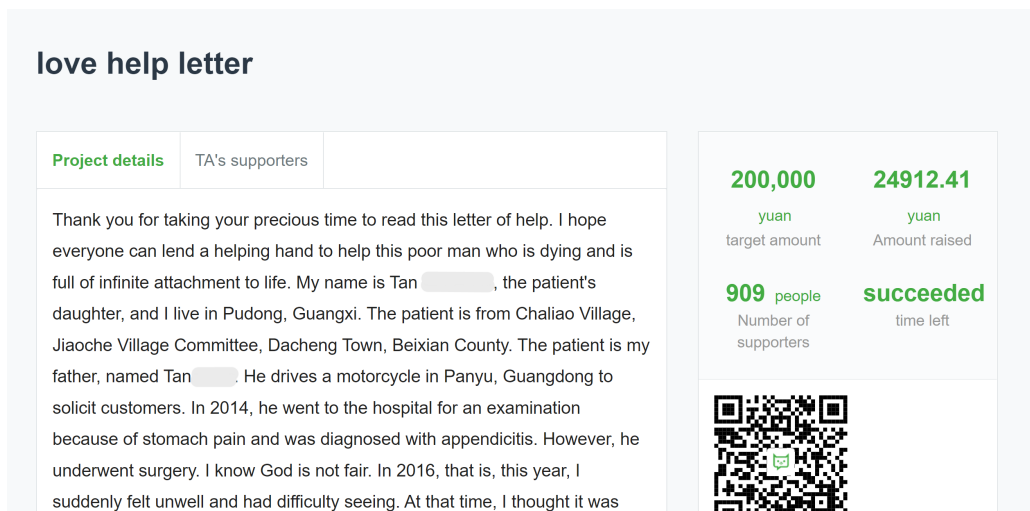 love help letter
Project details
TA's supporters
Thank you for taking your precious time to read this letter of help. I hope
everyone can lend a helping hand to help this poor man who is dying and is
full of infinite attachment to life. My name is Tan , the patient's
daughter, and I live in Pudong, Guangxi. The patient is from Chaliao Village,
Jiaoche Village Committee, Dacheng Town, Beixian County. The patient is my
father, named Tan . He drives a motorcycle in Panyu, Guangdong to
solicit customers. In 2014, he went to the hospital for an examination
because of stomach pain and was diagnosed with appendicitis. However, he
underwent surgery. I know God is not fair. In 2016, that is, this year, I
suddenly felt unwell and had difficulty seeing. At that time, I thought it was
200,000
yuan
target amount
24912.41
yuan
Amount raised
909 people
Number of
supporters
succeeded
time left